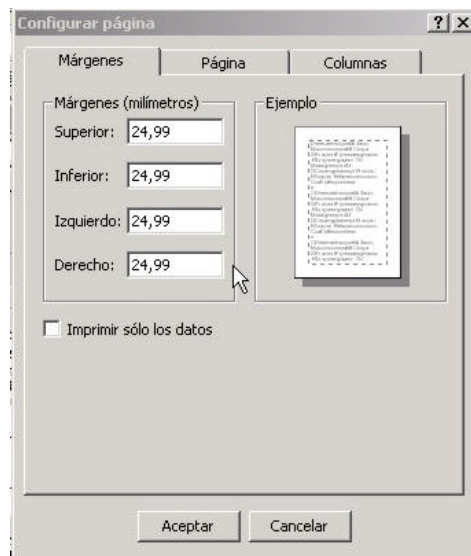 Configurar página
Márgenes Página Columnas
Márgenes (milímetros) Ejemplo
Superior: 24,99
Inferior: 24,99
Izquierdo: 24,99
Derecho: 24,99
Imprimir sólo los datos
Aceptar Cancelar